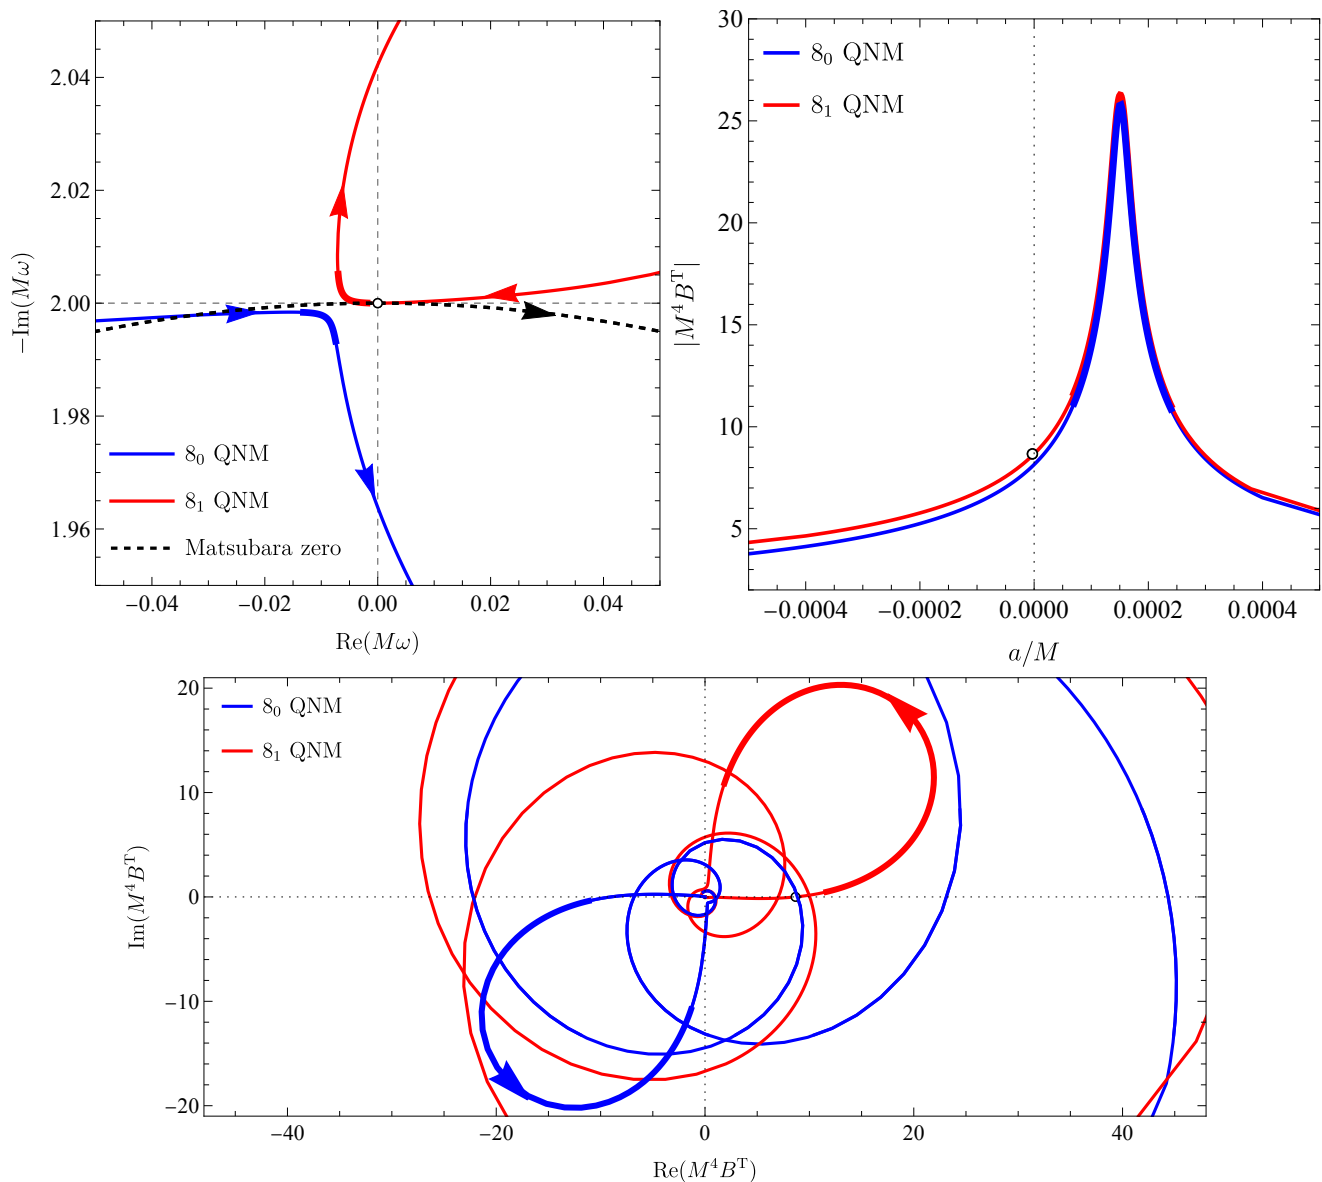 2.04
2.02
2.00
1.98
1.96
−Im(Mω)
8₀ QNM
8₁ QNM
Matsubara zero
−0.04
−0.02
0.00
0.02
0.04
Re(Mω)
30
25
20
15
10
5
|M⁴Bᵀ|
8₀ QNM
8₁ QNM
−0.0004
−0.0002
0.0000
0.0002
0.0004
a/M
20
10
0
−10
−20
Im(M⁴Bᵀ)
8₀ QNM
8₁ QNM
−40
−20
0
20
40
Re(M⁴Bᵀ)